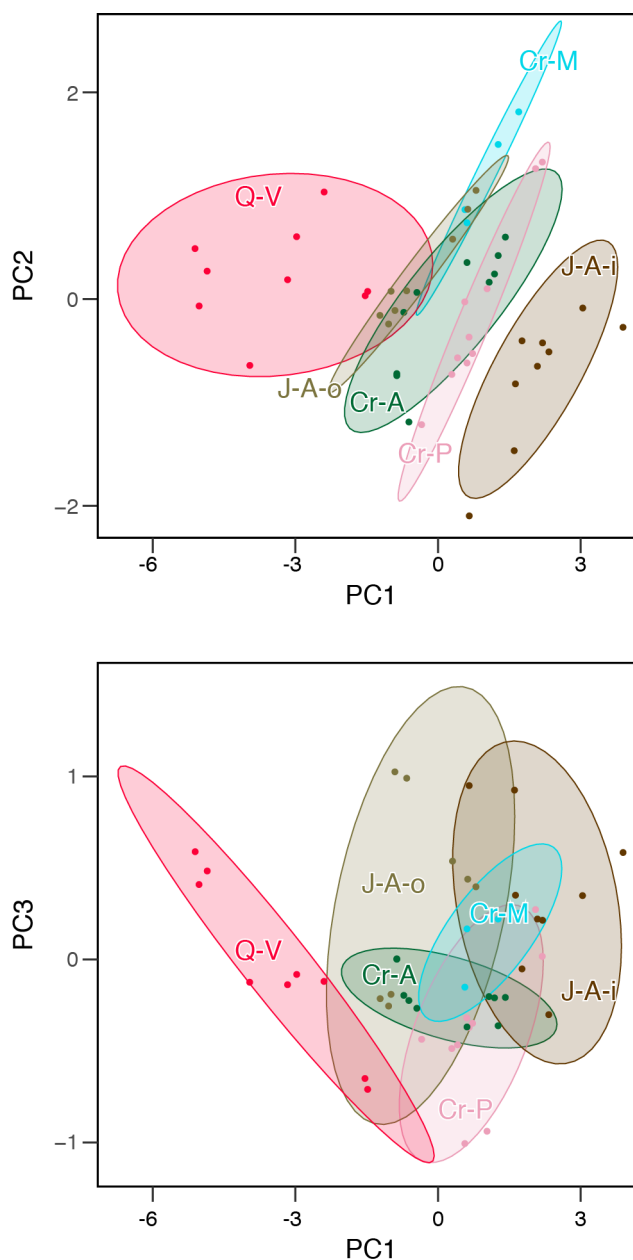 Cr-M
2
Q-V
J-A-i
PC2
0
J-A-o
Cr-A
Cr-P
−2
-6 -3 0 3
PC1
1
J-A-o
Cr-M
PC3
Q-V
0
Cr-A
J-A-i
Cr-P
−1
-6 -3 0 3
PC1